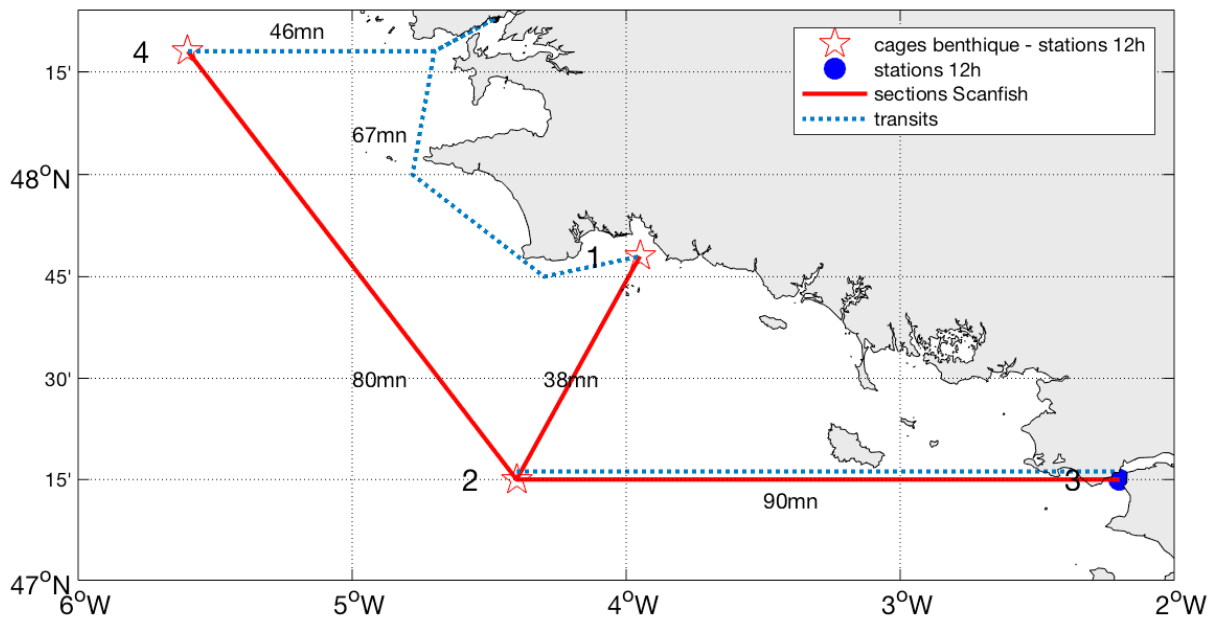 46mn
4
cages benthique - stations 12h
stations 12h
sections Scanfish
transits
15'
67mn
48°N
1
45'
30'
80mn
38mn
2
3
15'
90mn
47°N
6°W
5°W
4°W
3°W
2°W